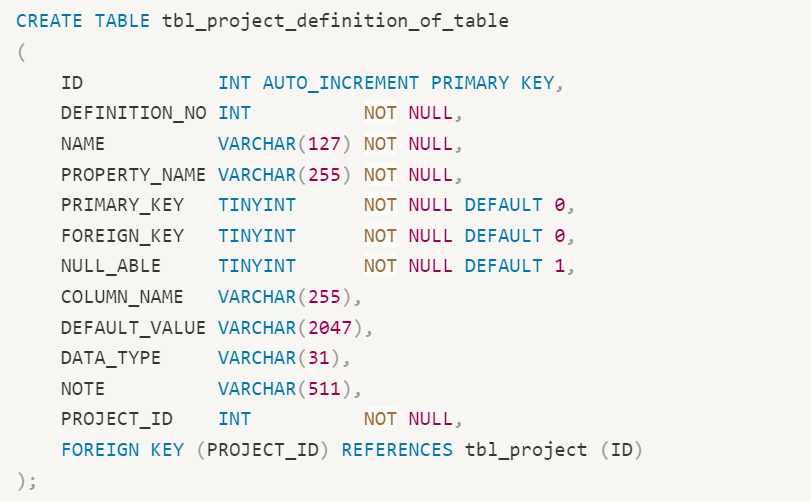 CREATE TABLE tbl_project_definition_of_table
(
    ID            INT AUTO_INCREMENT PRIMARY KEY,
    DEFINITION_NO INT          NOT NULL,
    NAME          VARCHAR(127) NOT NULL,
    PROPERTY_NAME VARCHAR(255) NOT NULL,
    PRIMARY_KEY   TINYINT      NOT NULL DEFAULT 0,
    FOREIGN_KEY   TINYINT      NOT NULL DEFAULT 0,
    NULL_ABLE     TINYINT      NOT NULL DEFAULT 1,
    COLUMN_NAME   VARCHAR(255),
    DEFAULT_VALUE VARCHAR(2047),
    DATA_TYPE     VARCHAR(31),
    NOTE          VARCHAR(511),
    PROJECT_ID    INT          NOT NULL,
    FOREIGN KEY (PROJECT_ID) REFERENCES tbl_project (ID)
);